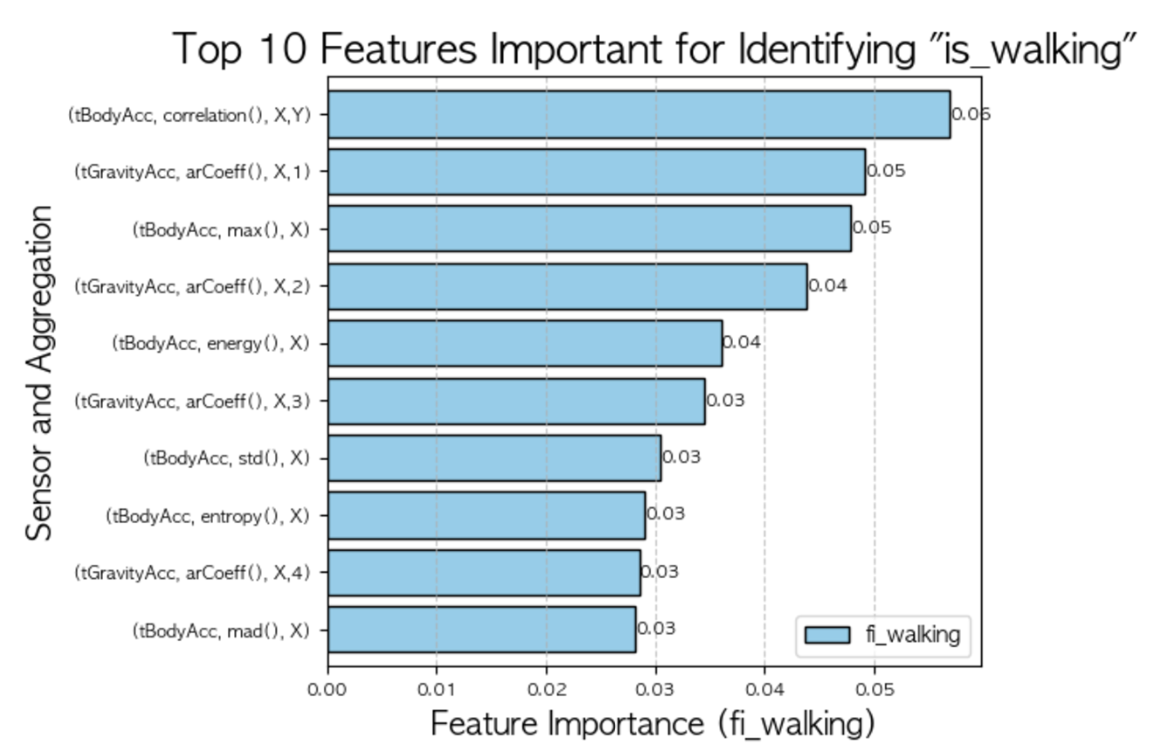 Top 10 Features Important for Identifying "is_walking"
Sensor and Aggregation
(tBodyAcc, correlation(), X,Y)
0.06
(tGravityAcc, arCoeff(), X,1)
0.05
(tBodyAcc, max(), X)
0.05
(tGravityAcc, arCoeff(), X,2)
0.04
(tBodyAcc, energy(), X)
0.04
(tGravityAcc, arCoeff(), X,3)
0.03
(tBodyAcc, std(), X)
0.03
(tBodyAcc, entropy(), X)
0.03
(tGravityAcc, arCoeff(), X,4)
0.03
(tBodyAcc, mad(), X)
0.03
fi_walking
0.00 0.01 0.02 0.03 0.04 0.05
Feature Importance (fi_walking)